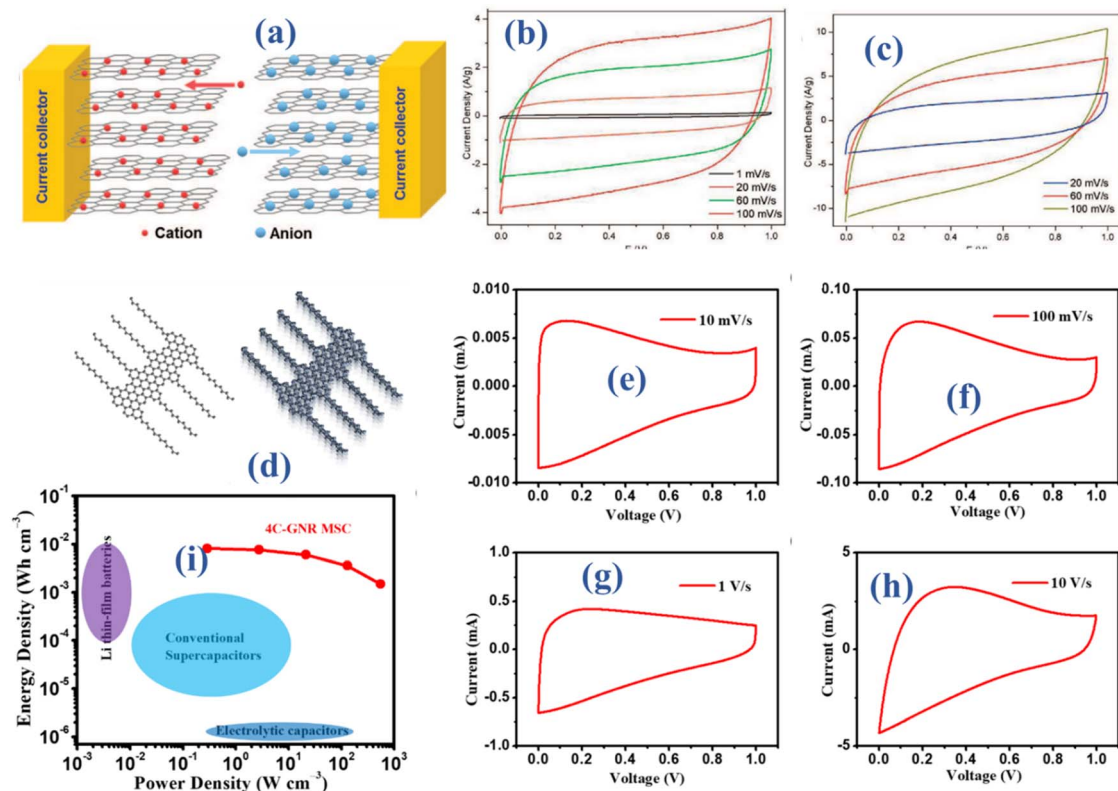 (a)
Current collector
Current collector
Cation
Anion
(b)
Current Density (A/g)
4
2
0
-2
-4
1 mV/s
20 mV/s
60 mV/s
100 mV/s
0.0 0.2 0.4 0.6 0.8 1.0
(c)
Current Density (A/g)
10
5
0
-5
-10
20 mV/s
60 mV/s
100 mV/s
0.0 0.2 0.4 0.6 0.8 1.0
(d)
(e)
Current (mA)
0.010
0.005
0.000
-0.005
-0.010
10 mV/s
0.0 0.2 0.4 0.6 0.8 1.0
Voltage (V)
(f)
Current (mA)
0.10
0.05
0.00
-0.05
-0.10
100 mV/s
0.0 0.2 0.4 0.6 0.8 1.0
Voltage (V)
(i)
Energy Density (Wh cm⁻³)
10⁻¹
10⁻²
10⁻³
10⁻⁴
10⁻⁵
10⁻⁶
4C-GNR MSC
Li thin-film batteries
Conventional
Supercapacitors
Electrolytic capacitors
10⁻³ 10⁻² 10⁻¹ 10⁰ 10¹ 10² 10³
Power Density (W cm⁻³)
(g)
Current (mA)
1.0
0.5
0.0
-0.5
-1.0
1 V/s
0.0 0.2 0.4 0.6 0.8 1.0
Voltage (V)
(h)
Current (mA)
5
0
-5
10 V/s
0.0 0.2 0.4 0.6 0.8 1.0
Voltage (V)